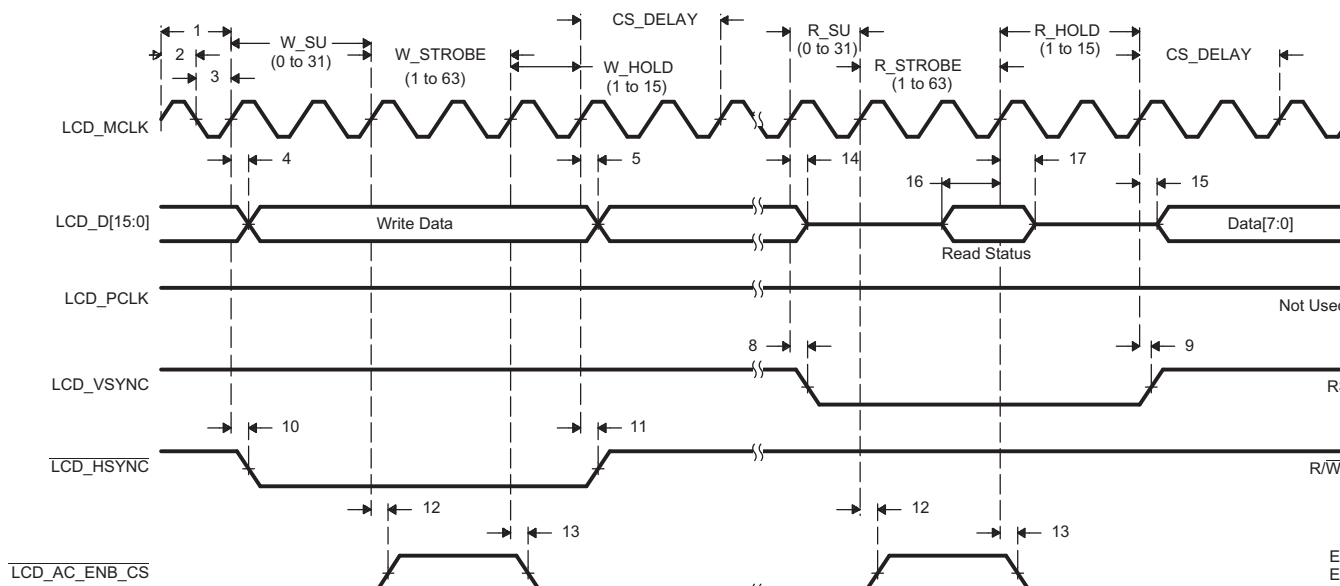 CS_DELAY
1
W_SU
(0 to 31)
W_STROBE
(1 to 63)
W_HOLD
(1 to 15)
R_SU
(0 to 31)
R_STROBE
(1 to 63)
R_HOLD
(1 to 15)
CS_DELAY
2
3
LCD_MCLK
4
5
14
17
16
15
LCD_D[15:0]
Write Data
Data[7:0]
Read Status
LCD_PCLK
Not Used
8
9
LCD_VSYNC
RS
10
11
LCD_HSYNC
R/W
12
13
12
13
LCD_AC_ENB_CS
E
E